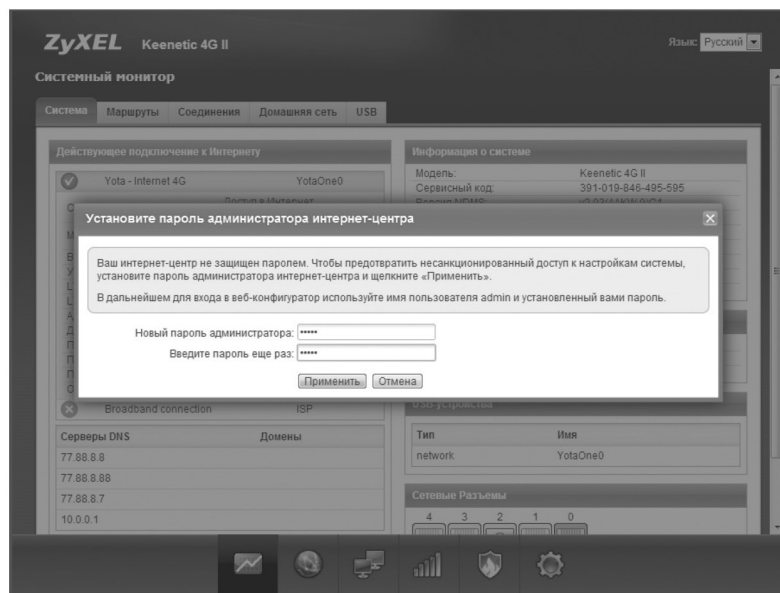 ZyXEL Keenetic 4G II
Язык: Русский
Системный монитор
Система Маршруты Соединения Домашняя сеть USB
Действующее подключение к Интернету
Yota - Internet 4G YotaOne0
Доступ в Интернет
Информация о системе
Модель: Keenetic 4G II
Сервисный код: 391-019-846-495-595
Установите пароль администратора интернет-центра
Ваш интернет-центр не защищен паролем. Чтобы предотвратить несанкционированный доступ к настройкам системы,
установите пароль администратора интернет-центра и щелкните «Применить».
В дальнейшем для входа в веб-конфигуратор используйте имя пользователя admin и установленный вами пароль.
Новый пароль администратора: •••••
Введите пароль еще раз: •••••
Применить Отмена
Broadband connection ISP
Серверы DNS Домены
77.88.8.8
77.88.8.88
77.88.8.7
10.0.0.1
USB-устройства
Тип Имя
network YotaOne0
Сетевые Разъемы
4 3 2 1 0